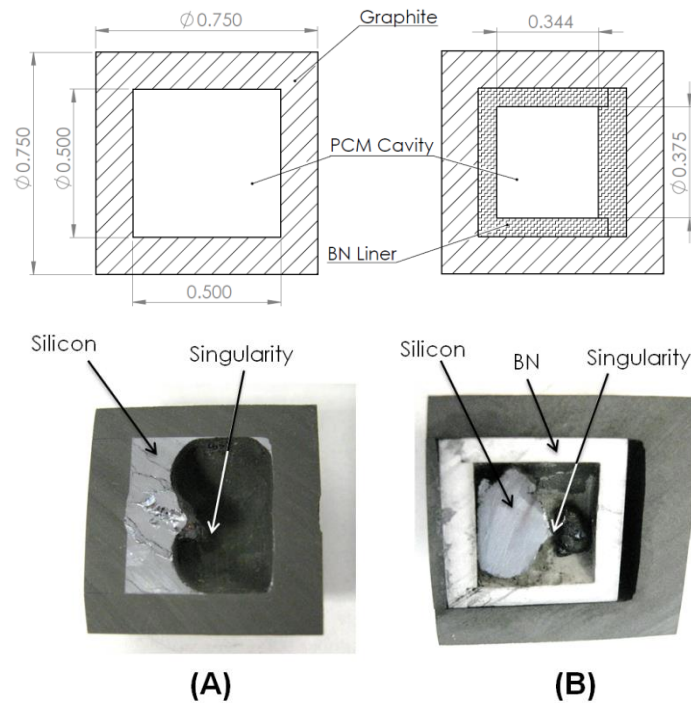 Ø0.750
Graphite
0.344
Ø0.750
Ø0.500
PCM Cavity
Ø0.375
BN Liner
0.500
Silicon
Singularity
Silicon
BN
Singularity
(A)
(B)